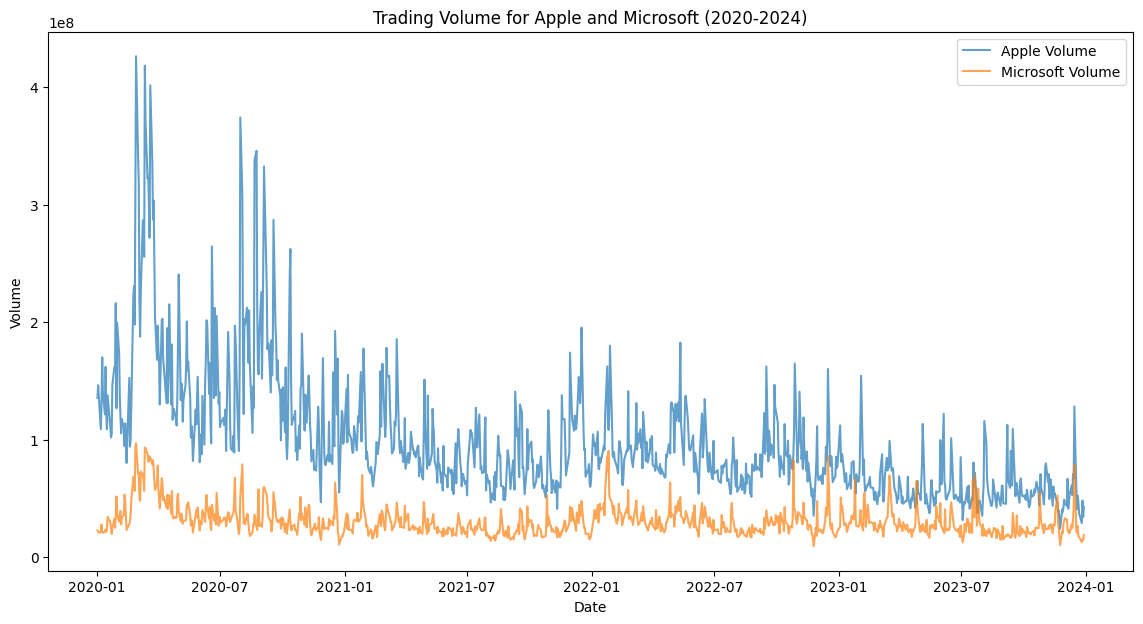 Trading Volume for Apple and Microsoft (2020-2024)
1e8
Apple Volume
Microsoft Volume
4
3
2
1
0
Volume
2020-01
2020-07
2021-01
2021-07
2022-01
2022-07
2023-01
2023-07
2024-01
Date